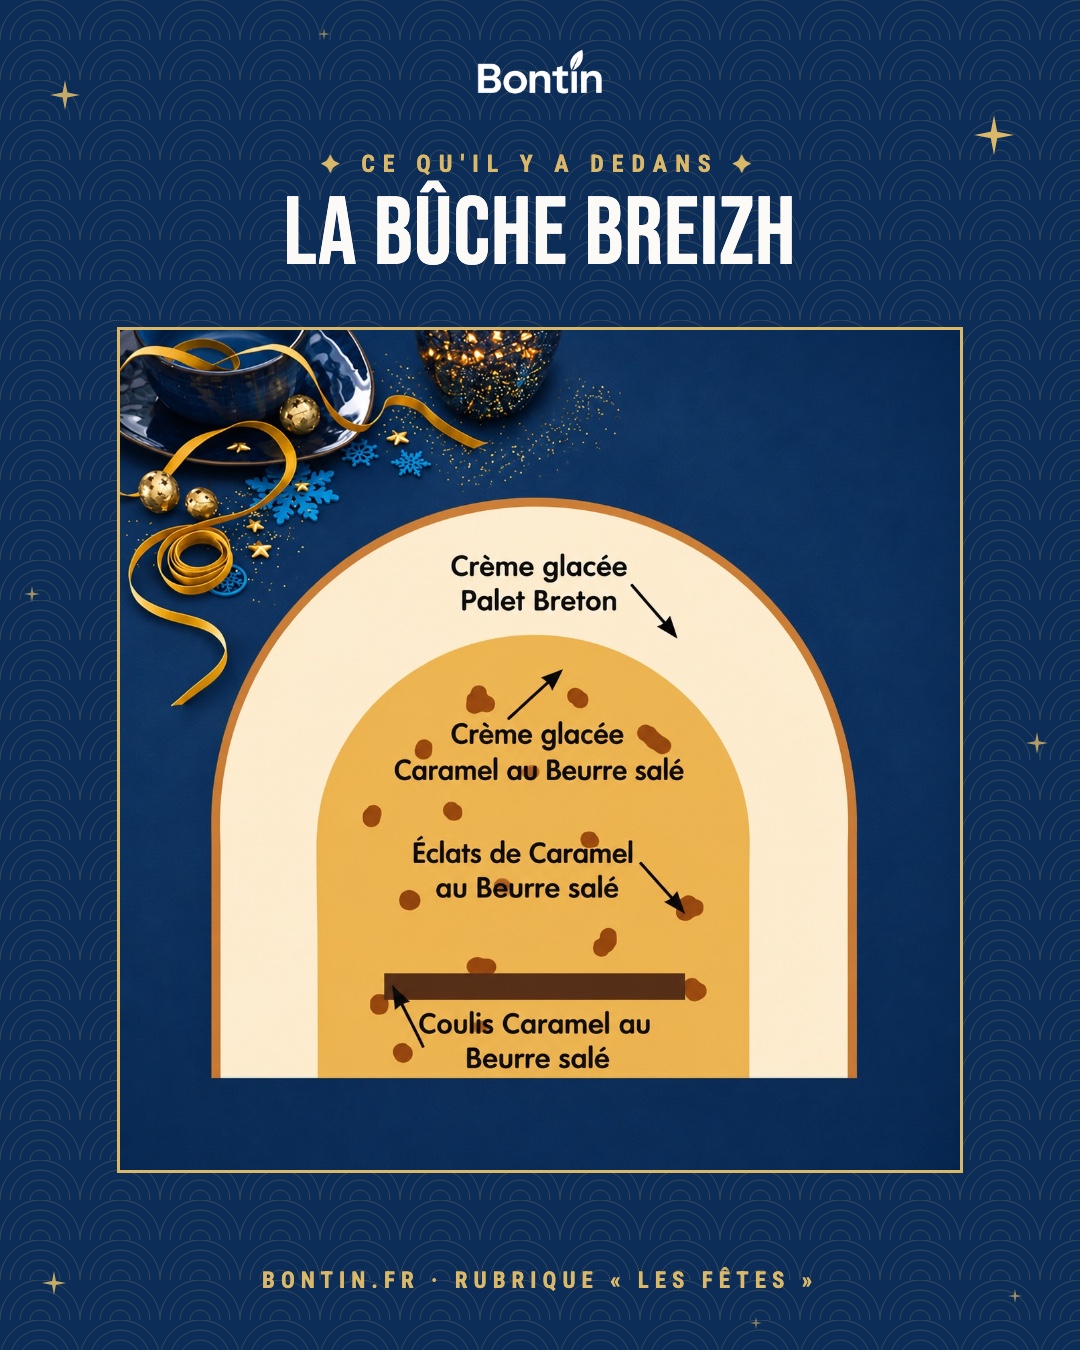 Bontin
✦ CE QU'IL Y A DEDANS ✦
LA BÛCHE BREIZH
Crème glacée
Palet Breton
Crème glacée
Caramel au Beurre salé
Éclats de Caramel
au Beurre salé
Coulis Caramel au
Beurre salé
BONTIN.FR · RUBRIQUE « LES FÊTES »